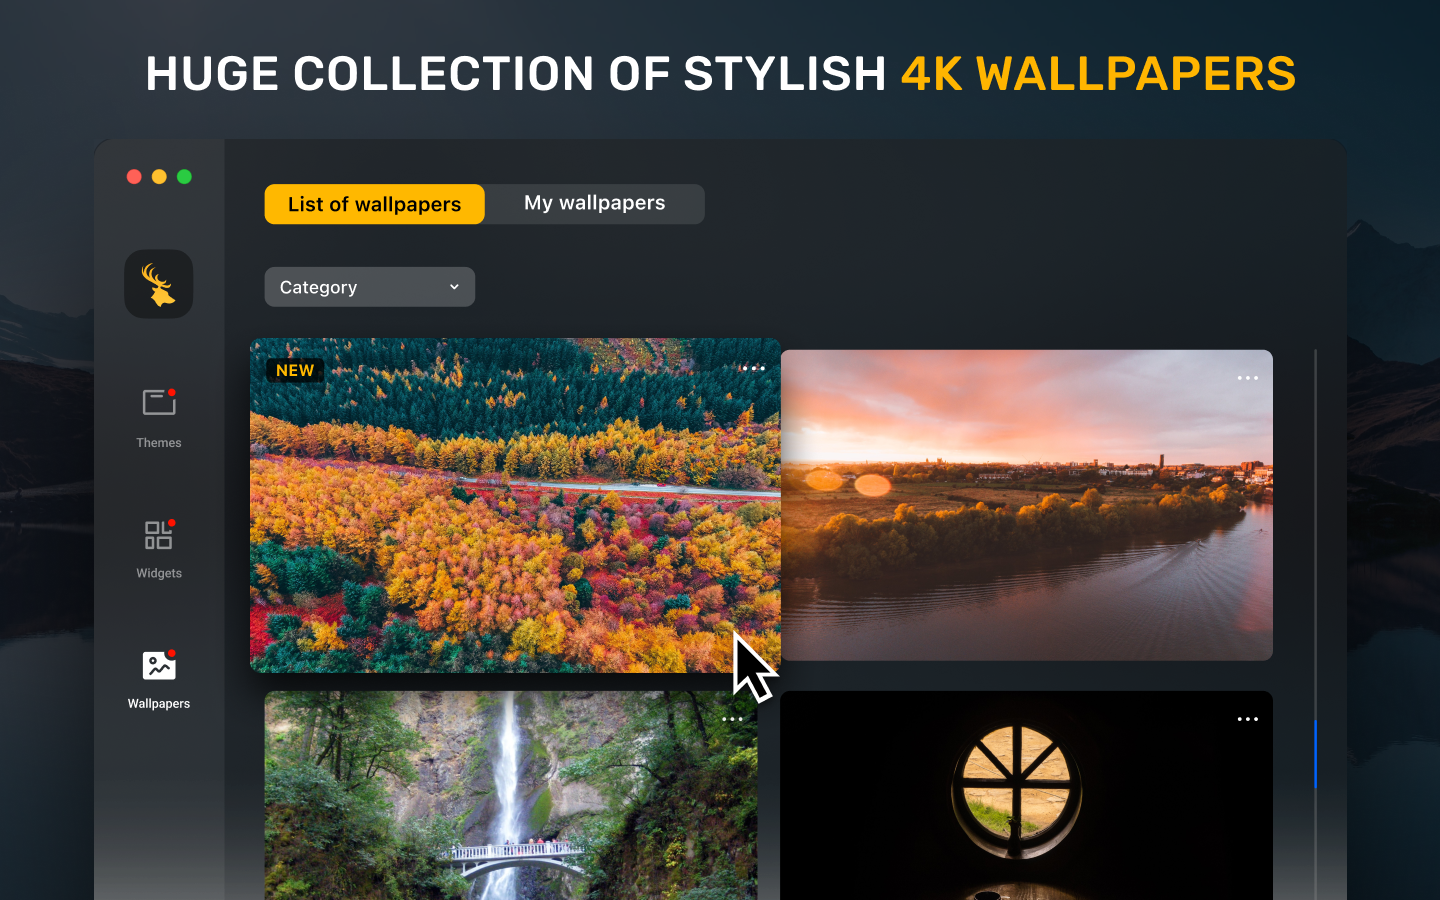 HUGE COLLECTION OF STYLISH 4K WALLPAPERS
List of wallpapers
My wallpapers
Category
NEW
Themes
Widgets
Wallpapers